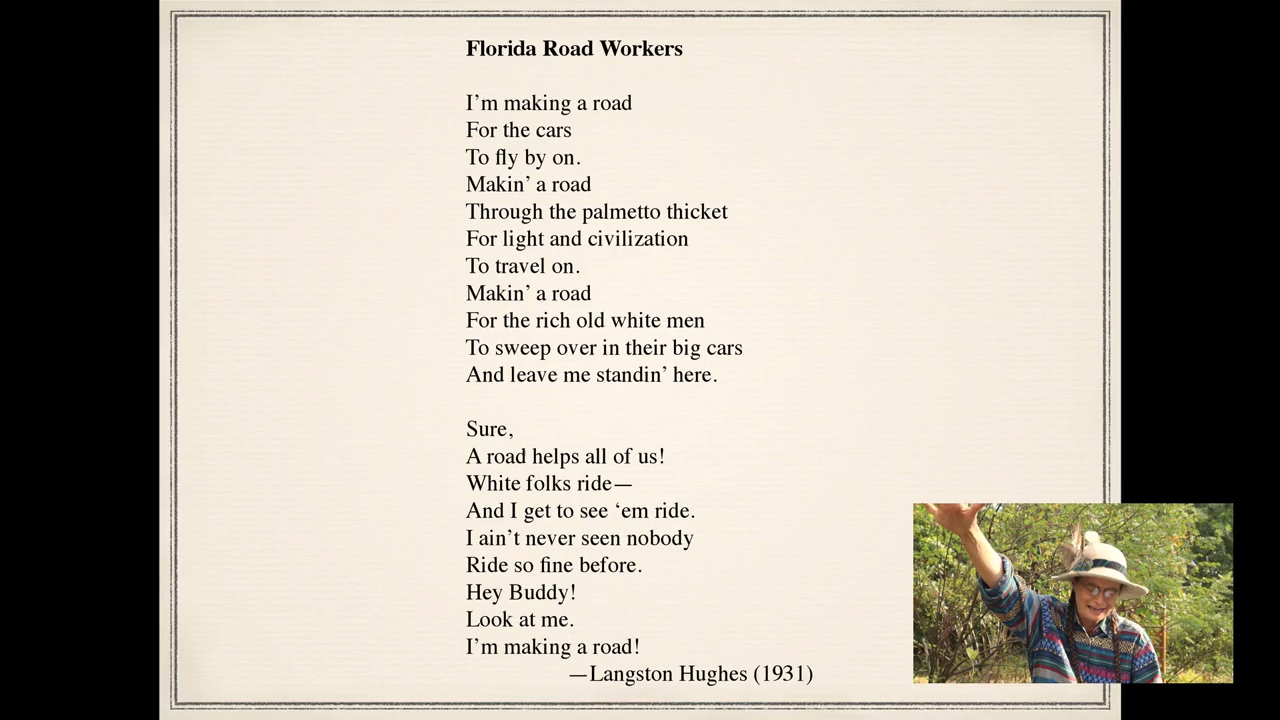 Florida Road Workers
I’m making a road
For the cars
To fly by on.
Makin’ a road
Through the palmetto thicket
For light and civilization
To travel on.
Makin’ a road
For the rich old white men
To sweep over in their big cars
And leave me standin’ here.
Sure,
A road helps all of us!
White folks ride—
And I get to see ‘em ride.
I ain’t never seen nobody
Ride so fine before.
Hey Buddy!
Look at me.
I’m making a road!
—Langston Hughes (1931)